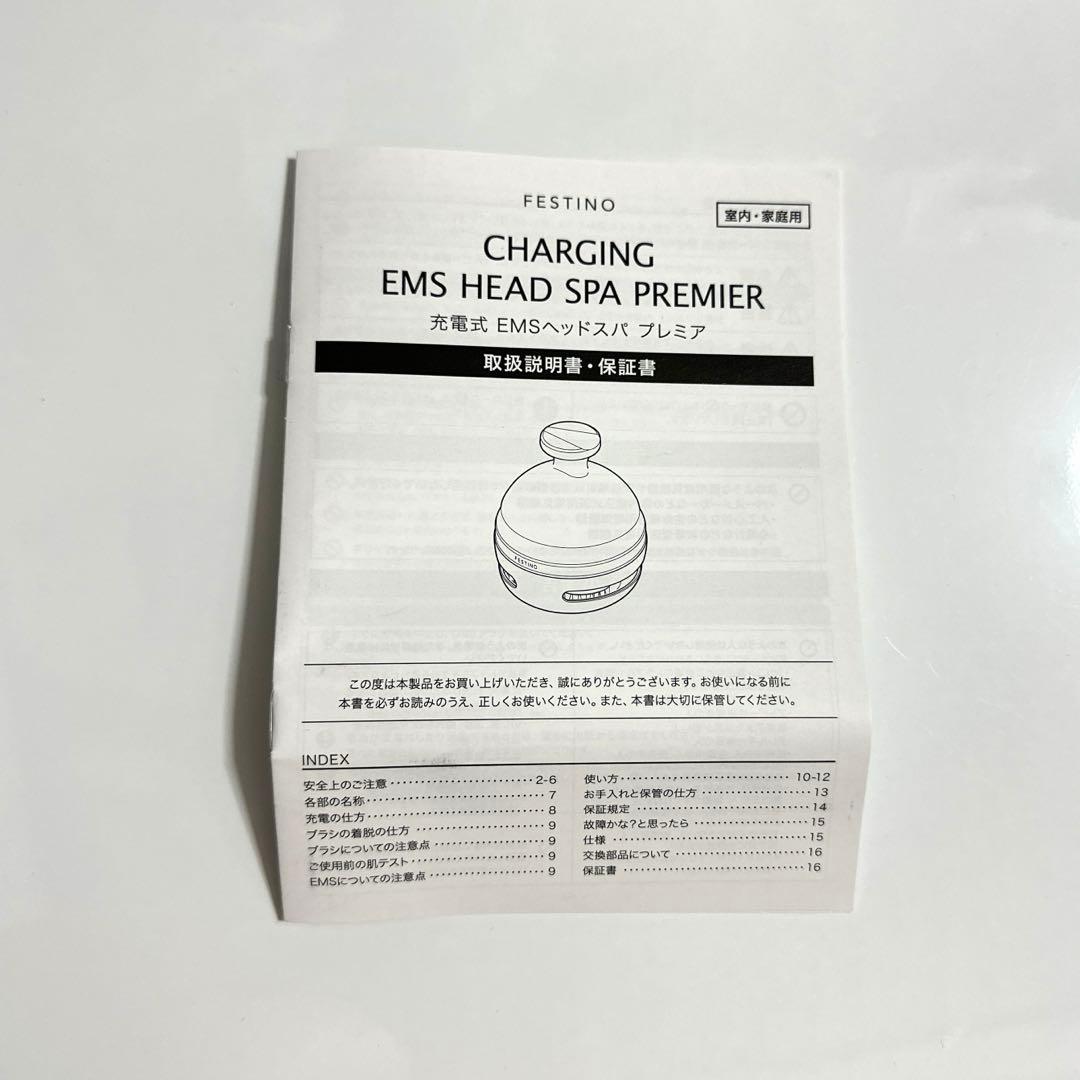 FESTINO
室内・家庭用
CHARGING
EMS HEAD SPA PREMIER
充電式 EMSヘッドスパ プレミア
取扱説明書・保証書
FESTINO
この度は本製品をお買い上げいただき、誠にありがとうございます。お使いになる前に
本書を必ずお読みのうえ、正しくお使いください。また、本書は大切に保管してください。
INDEX
安全上のご注意 ························ 2-6
各部の名称 ······························ 7
充電の仕方 ······························ 8
ブラシの着脱の仕方 ······················ 9
ブラシについての注意点 ·················· 9
ご使用前の肌テスト ······················ 9
EMSについての注意点 ···················· 9
使い方 ······························ 10-12
お手入れと保管の仕方 ·················· 13
保証規定 ······························ 14
故障かな?と思ったら ···················· 15
仕様 ·································· 15
交換部品について ······················ 16
保証書 ································ 16